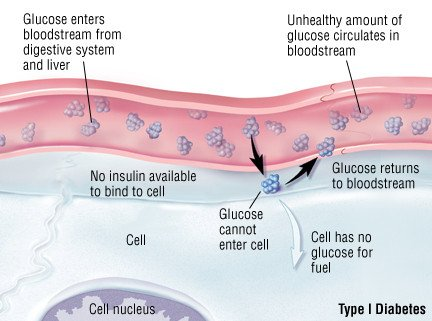 Glucose enters
bloodstream from
digestive system
and liver
Unhealthy amount of
glucose circulates in
bloodstream
No insulin available
to bind to cell
Glucose returns
to bloodstream
Glucose
cannot
enter cell
Cell
Cell has no
glucose for
fuel
Cell nucleus
Type I Diabetes